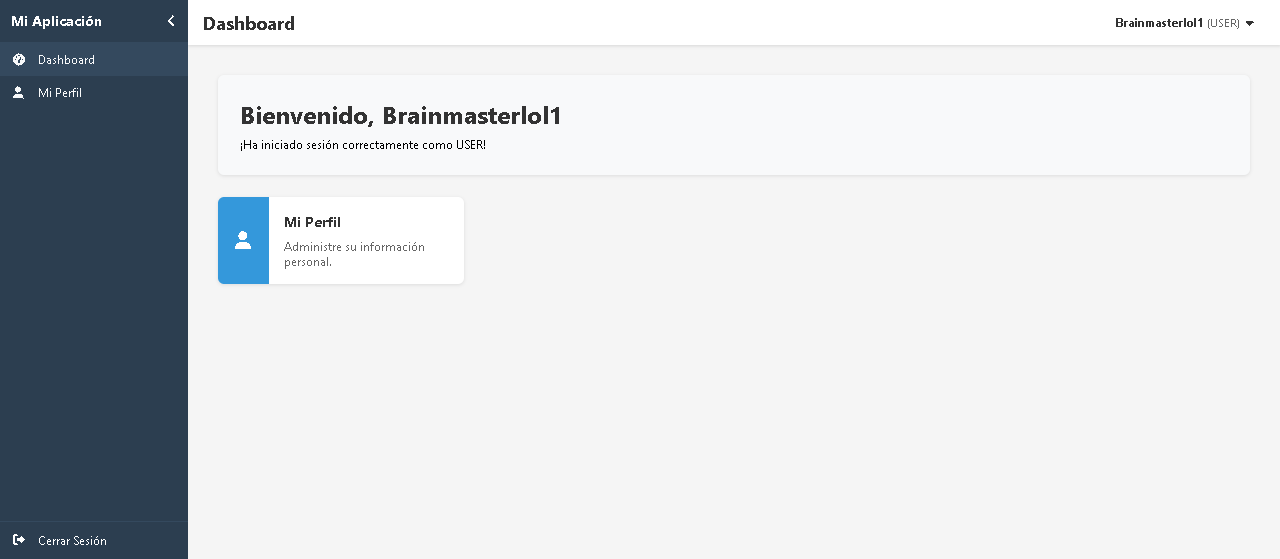 Mi Aplicación
Dashboard
Mi Perfil
Cerrar Sesión
Dashboard
Brainmasterlol1 (USER)
Bienvenido, Brainmasterlol1
¡Ha iniciado sesión correctamente como USER!
Mi Perfil
Administre su información
personal.